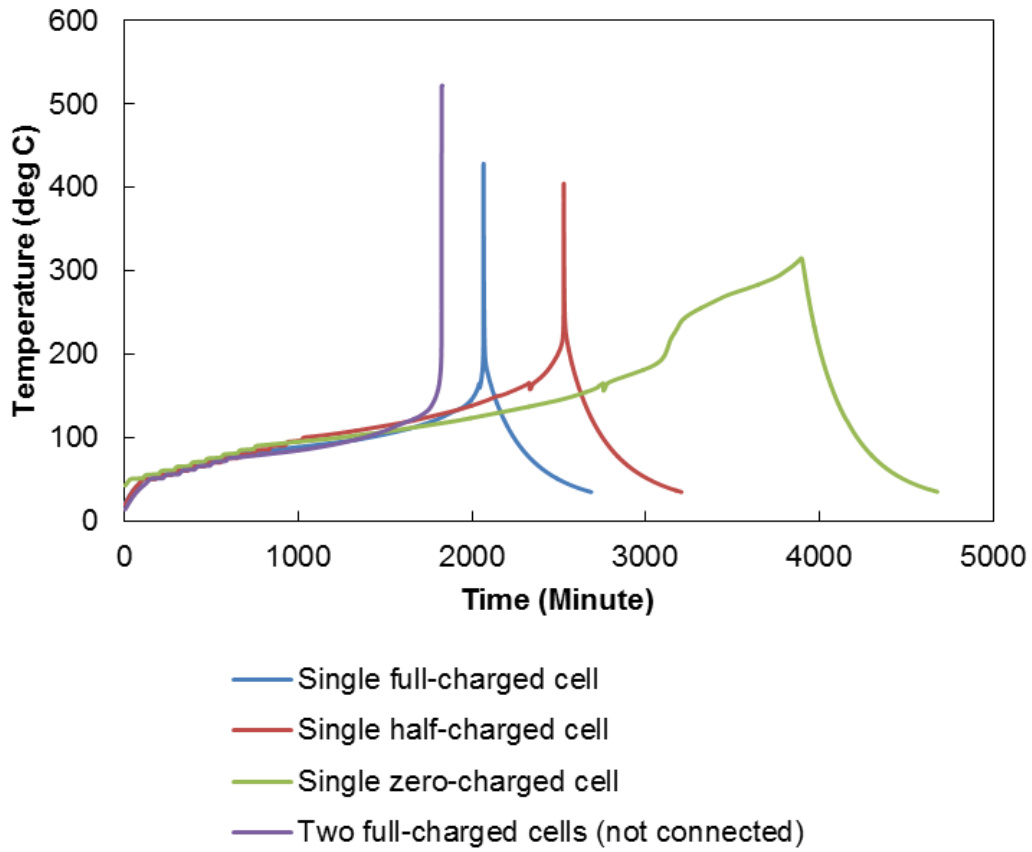 600
500
400
300
200
100
0
Temperature (deg C)
0 1000 2000 3000 4000 5000
Time (Minute)
Single full-charged cell
Single half-charged cell
Single zero-charged cell
Two full-charged cells (not connected)